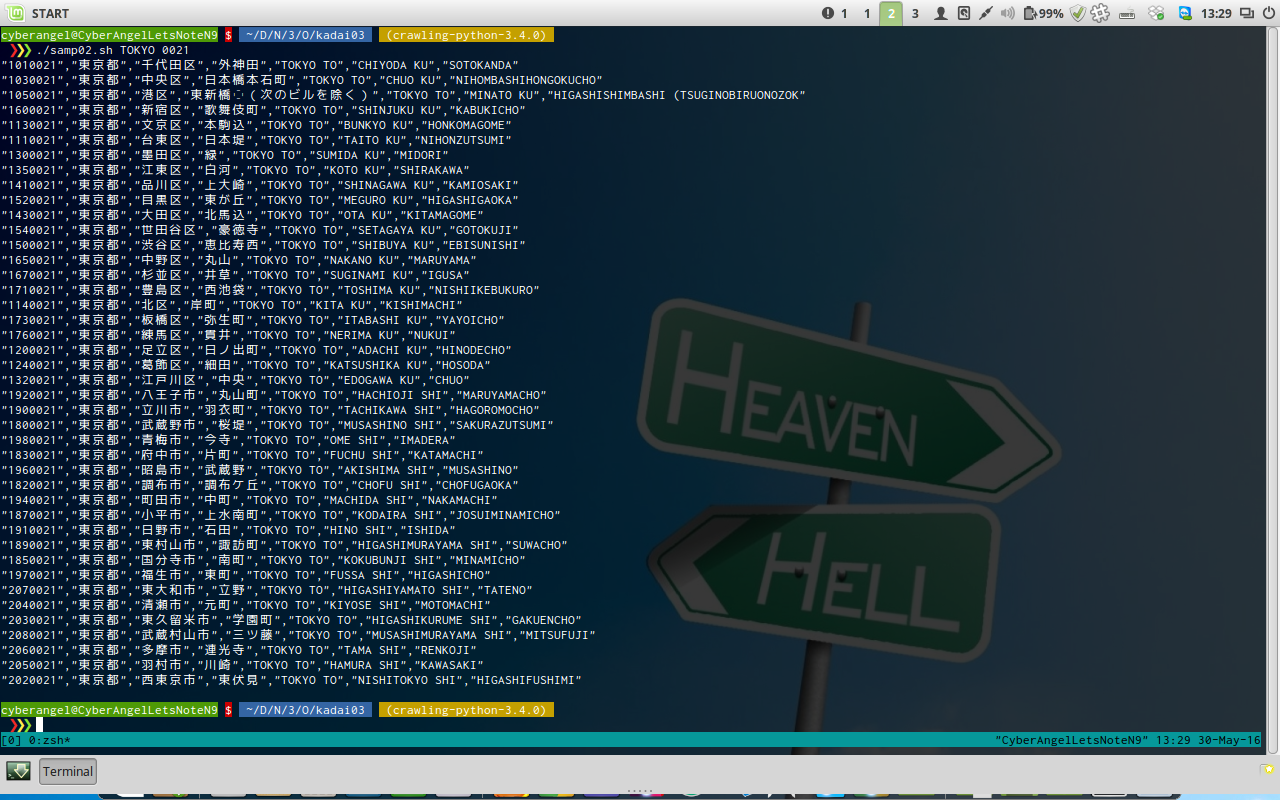 START
1 1 2 3 99% 13:29
cyberangel@CyberAngelLetsNoteN9 $ ~/D/N/3/O/kadai03 (crawling-python-3.4.0)
❯❯❯ ./samp02.sh TOKYO 0021
"1010021","東京都","千代田区","外神田","TOKYO TO","CHIYODA KU","SOTOKANDA"
"1030021","東京都","中央区","日本橋本石町","TOKYO TO","CHUO KU","NIHOMBASHIHONGOKUCHO"
"1050021","東京都","港区","東新橋　（次のビルを除く）","TOKYO TO","MINATO KU","HIGASHISHIMBASHI (TSUGINOBIRUONOZOK"
"1600021","東京都","新宿区","歌舞伎町","TOKYO TO","SHINJUKU KU","KABUKICHO"
"1130021","東京都","文京区","本駒込","TOKYO TO","BUNKYO KU","HONKOMAGOME"
"1110021","東京都","台東区","日本堤","TOKYO TO","TAITO KU","NIHONZUTSUMI"
"1300021","東京都","墨田区","緑","TOKYO TO","SUMIDA KU","MIDORI"
"1350021","東京都","江東区","白河","TOKYO TO","KOTO KU","SHIRAKAWA"
"1410021","東京都","品川区","上大崎","TOKYO TO","SHINAGAWA KU","KAMIOSAKI"
"1520021","東京都","目黒区","東が丘","TOKYO TO","MEGURO KU","HIGASHIGAOKA"
"1430021","東京都","大田区","北馬込","TOKYO TO","OTA KU","KITAMAGOME"
"1540021","東京都","世田谷区","豪徳寺","TOKYO TO","SETAGAYA KU","GOTOKUJI"
"1500021","東京都","渋谷区","恵比寿西","TOKYO TO","SHIBUYA KU","EBISUNISHI"
"1650021","東京都","中野区","丸山","TOKYO TO","NAKANO KU","MARUYAMA"
"1670021","東京都","杉並区","井草","TOKYO TO","SUGINAMI KU","IGUSA"
"1710021","東京都","豊島区","西池袋","TOKYO TO","TOSHIMA KU","NISHIIKEBUKURO"
"1140021","東京都","北区","岸町","TOKYO TO","KITA KU","KISHIMACHI"
"1730021","東京都","板橋区","弥生町","TOKYO TO","ITABASHI KU","YAYOICHO"
"1760021","東京都","練馬区","貫井","TOKYO TO","NERIMA KU","NUKUI"
"1200021","東京都","足立区","日ノ出町","TOKYO TO","ADACHI KU","HINODECHO"
"1240021","東京都","葛飾区","細田","TOKYO TO","KATSUSHIKA KU","HOSODA"
"1320021","東京都","江戸川区","中央","TOKYO TO","EDOGAWA KU","CHUO"
"1920021","東京都","八王子市","丸山町","TOKYO TO","HACHIOJI SHI","MARUYAMACHO"
"1900021","東京都","立川市","羽衣町","TOKYO TO","TACHIKAWA SHI","HAGOROMOCHO"
"1800021","東京都","武蔵野市","桜堤","TOKYO TO","MUSASHINO SHI","SAKURAZUTSUMI"
"1980021","東京都","青梅市","今寺","TOKYO TO","OME SHI","IMADERA"
"1830021","東京都","府中市","片町","TOKYO TO","FUCHU SHI","KATAMACHI"
"1960021","東京都","昭島市","武蔵野","TOKYO TO","AKISHIMA SHI","MUSASHINO"
"1820021","東京都","調布市","調布ケ丘","TOKYO TO","CHOFU SHI","CHOFUGAOKA"
"1940021","東京都","町田市","中町","TOKYO TO","MACHIDA SHI","NAKAMACHI"
"1870021","東京都","小平市","上水南町","TOKYO TO","KODAIRA SHI","JOSUIMINAMICHO"
"1910021","東京都","日野市","石田","TOKYO TO","HINO SHI","ISHIDA"
"1890021","東京都","東村山市","諏訪町","TOKYO TO","HIGASHIMURAYAMA SHI","SUWACHO"
"1850021","東京都","国分寺市","南町","TOKYO TO","KOKUBUNJI SHI","MINAMICHO"
"1970021","東京都","福生市","東町","TOKYO TO","FUSSA SHI","HIGASHICHO"
"2070021","東京都","東大和市","立野","TOKYO TO","HIGASHIYAMATO SHI","TATENO"
"2040021","東京都","清瀬市","元町","TOKYO TO","KIYOSE SHI","MOTOMACHI"
"2030021","東京都","東久留米市","学園町","TOKYO TO","HIGASHIKURUME SHI","GAKUENCHO"
"2080021","東京都","武蔵村山市","三ツ藤","TOKYO TO","MUSASHIMURAYAMA SHI","MITSUFUJI"
"2060021","東京都","多摩市","連光寺","TOKYO TO","TAMA SHI","RENKOJI"
"2050021","東京都","羽村市","川崎","TOKYO TO","HAMURA SHI","KAWASAKI"
"2020021","東京都","西東京市","東伏見","TOKYO TO","NISHITOKYO SHI","HIGASHIFUSHIMI"
HEAVEN
HELL
cyberangel@CyberAngelLetsNoteN9 $ ~/D/N/3/O/kadai03 (crawling-python-3.4.0)
❯❯❯
[0] 0:zsh* "CyberAngelLetsNoteN9" 13:29 30-May-16
Terminal